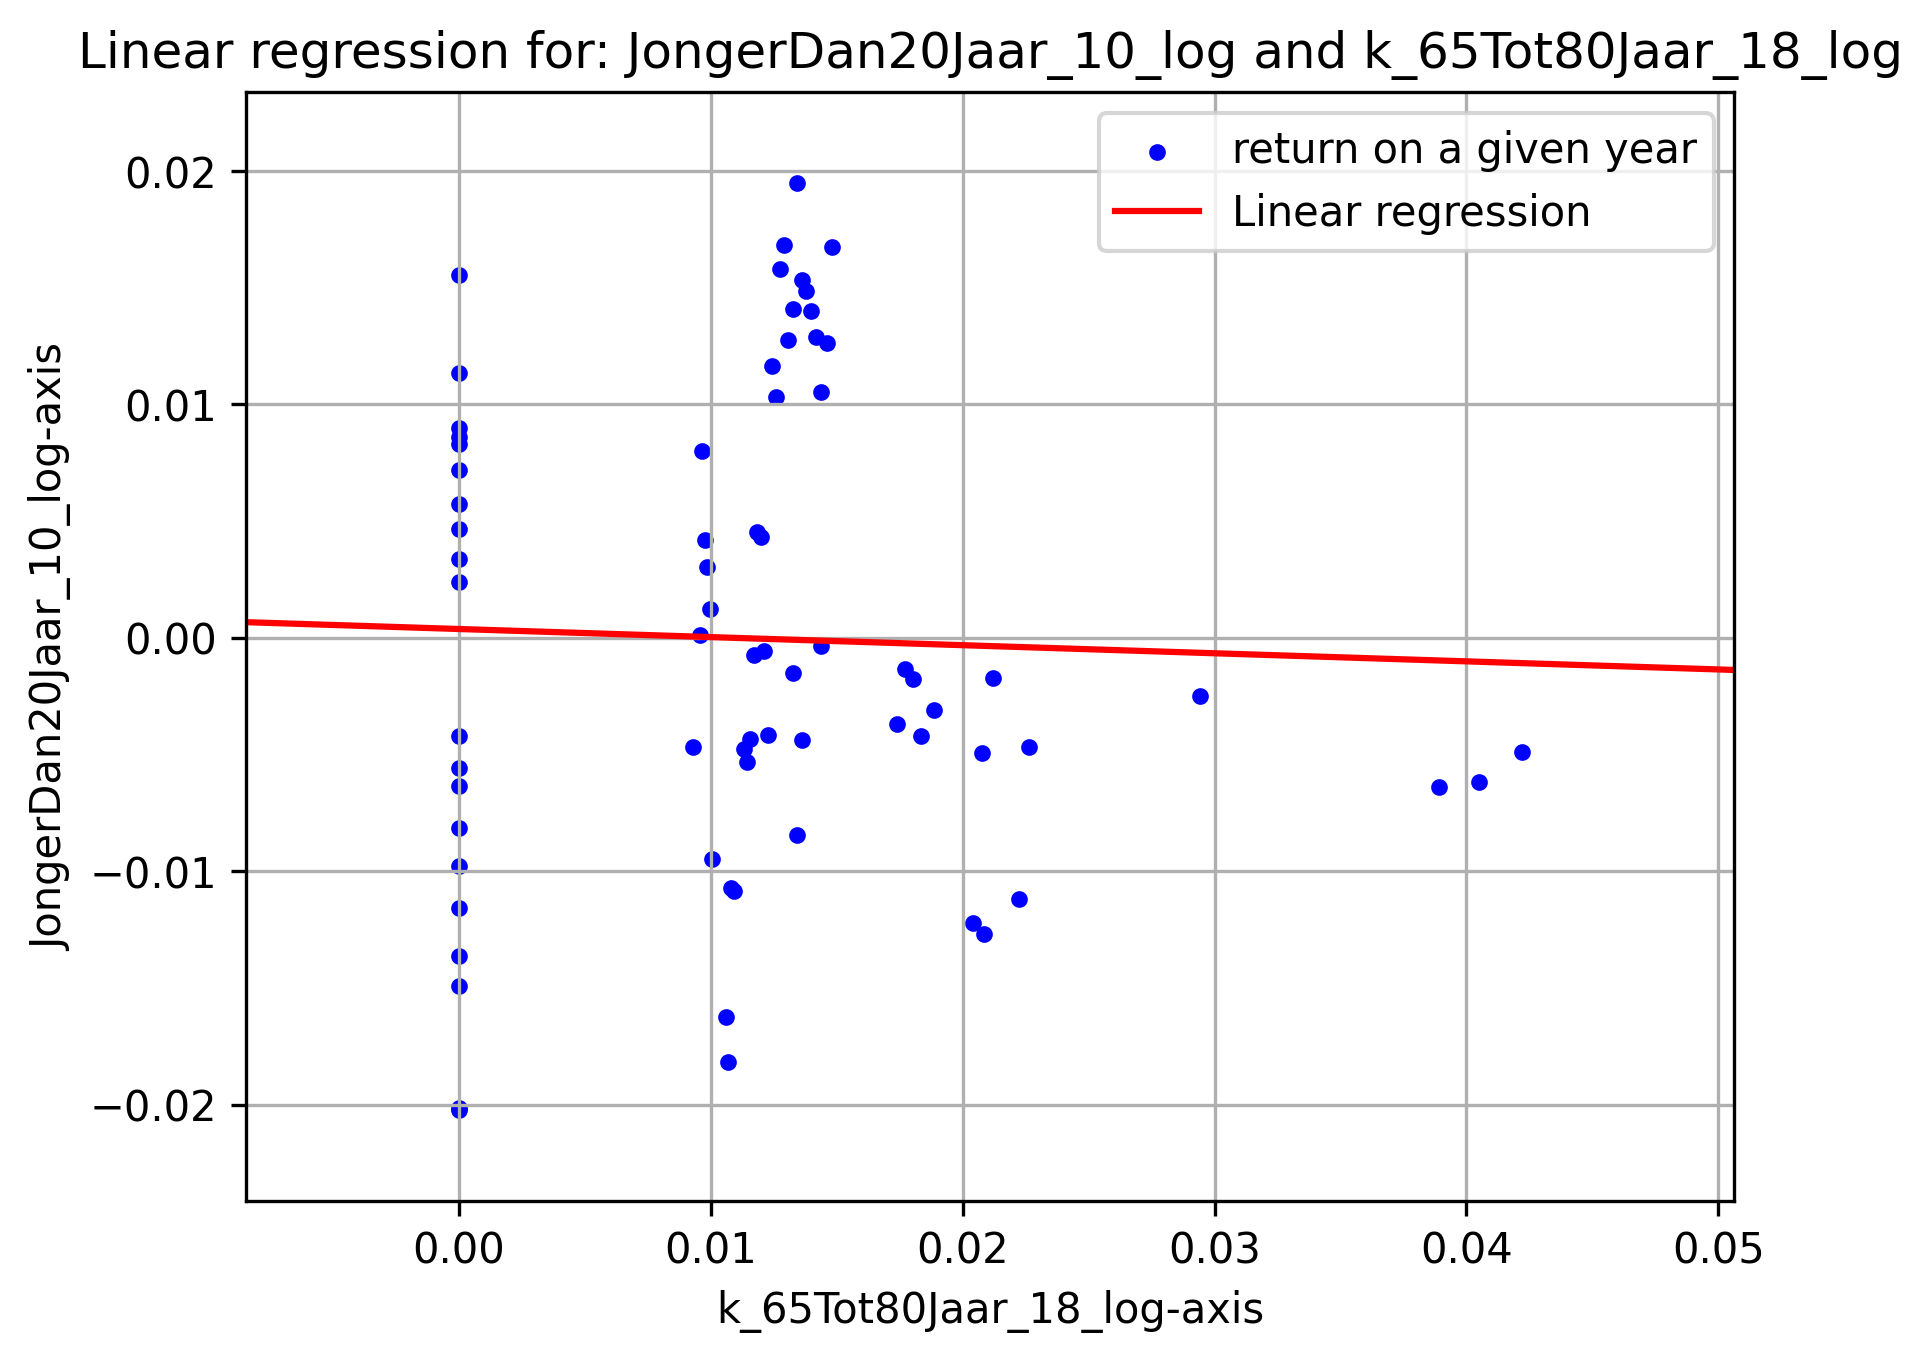 Linear regression for: JongerDan20Jaar_10_log and k_65Tot80Jaar_18_log
return on a given year
Linear regression
JongerDan20Jaar_10_log-axis
0.02
0.01
0.00
−0.01
−0.02
0.00 0.01 0.02 0.03 0.04 0.05
k_65Tot80Jaar_18_log-axis